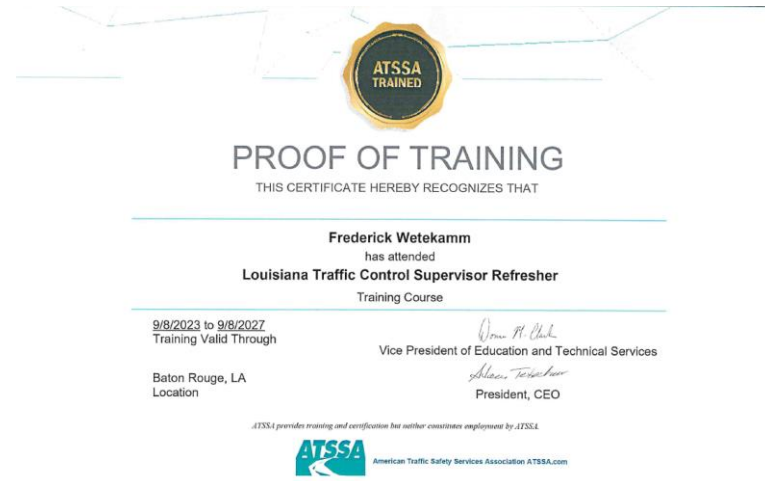 ATSSA
TRAINED
PROOF OF TRAINING
THIS CERTIFICATE HEREBY RECOGNIZES THAT
Frederick Wetekamm
has attended
Louisiana Traffic Control Supervisor Refresher
Training Course
9/8/2023 to 9/8/2027
Training Valid Through
Vice President of Education and Technical Services
Baton Rouge, LA
Location
President, CEO
ATSSA provides training and certification but neither constitutes employment by ATSSA.
ATSSA
American Traffic Safety Services Association ATSSA.com